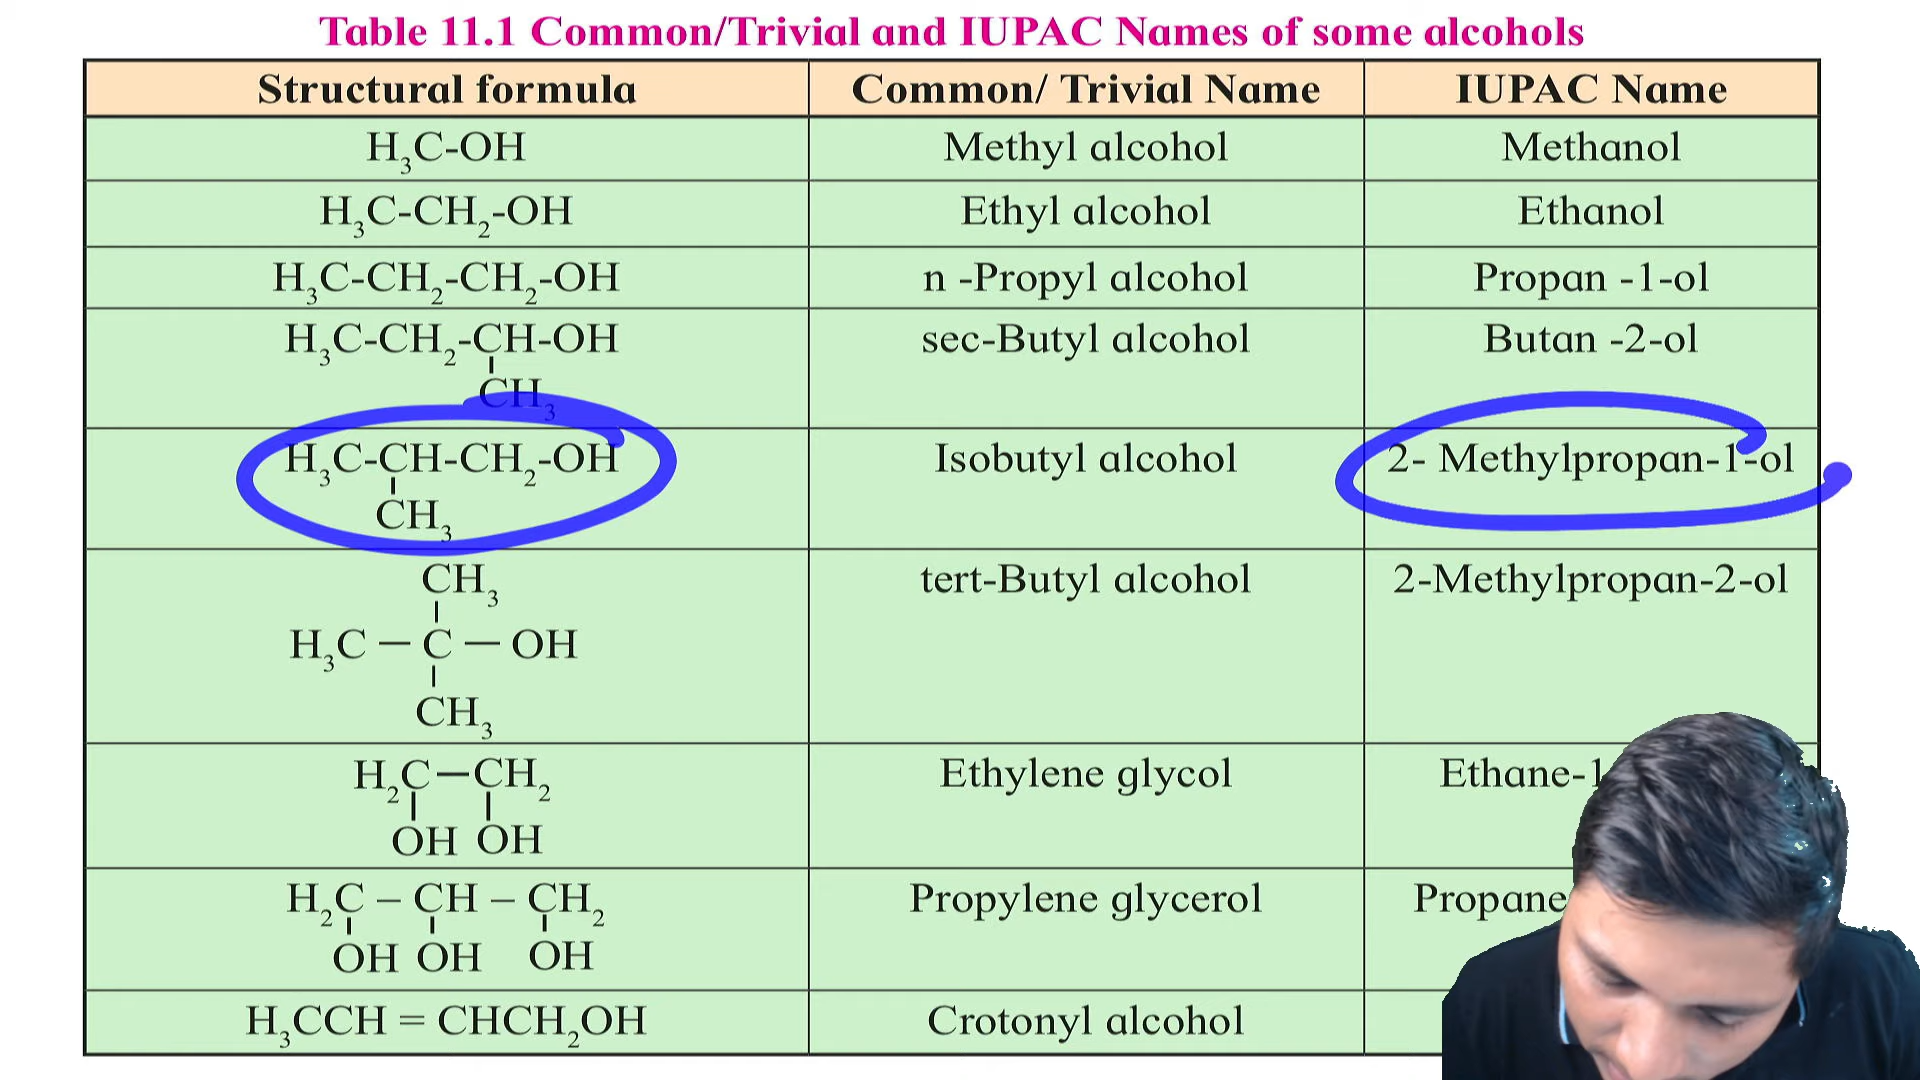 Table 11.1 Common/Trivial and IUPAC Names of some alcohols
Structural formula Common/ Trivial Name IUPAC Name
H₃C-OH Methyl alcohol Methanol
H₃C-CH₂-OH Ethyl alcohol Ethanol
H₃C-CH₂-CH₂-OH n -Propyl alcohol Propan -1-ol
H₃C-CH₂-CH-OH sec-Butyl alcohol Butan -2-ol
CH₃
H₃C-CH-CH₂-OH Isobutyl alcohol 2- Methylpropan-1-ol
CH₃
CH₃ tert-Butyl alcohol 2-Methylpropan-2-ol
H₃C — C — OH
CH₃
H₂C—CH₂ Ethylene glycol Ethane-1
OH OH
H₂C – CH – CH₂ Propylene glycerol Propane
OH OH OH
H₃CCH = CHCH₂OH Crotonyl alcohol